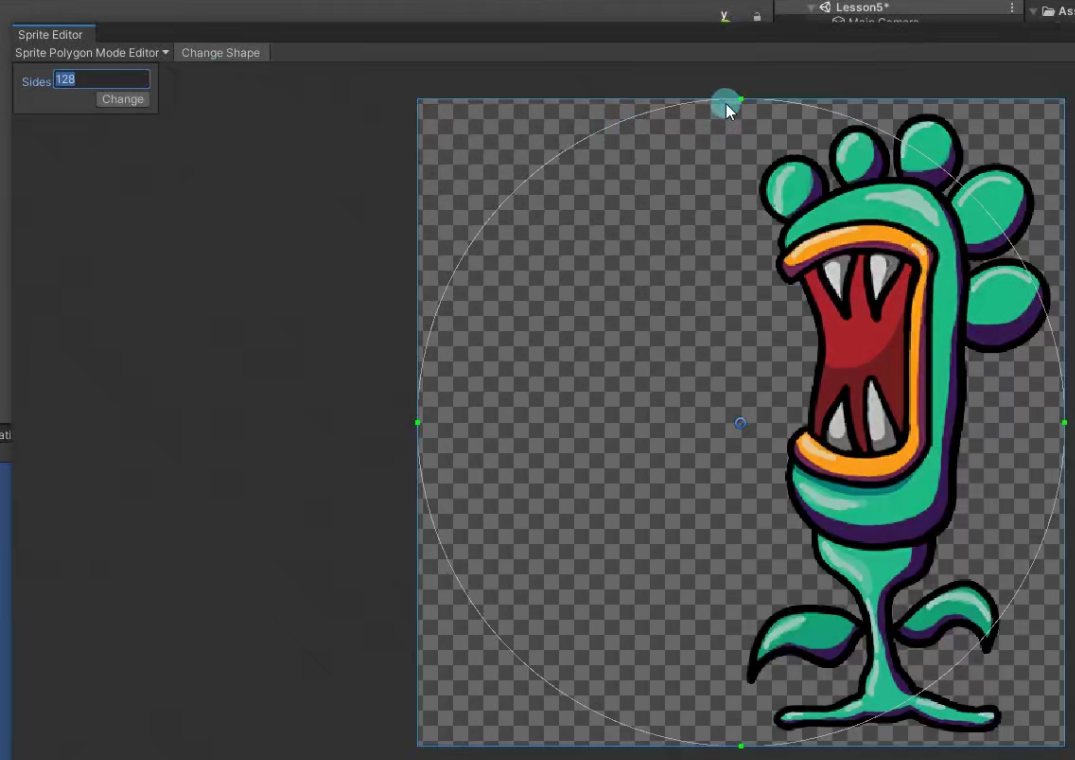 y
Lesson5*
Main Camera
Ass
Sprite Editor
Sprite Polygon Mode Editor
Change Shape
Sides 128
Change
ati